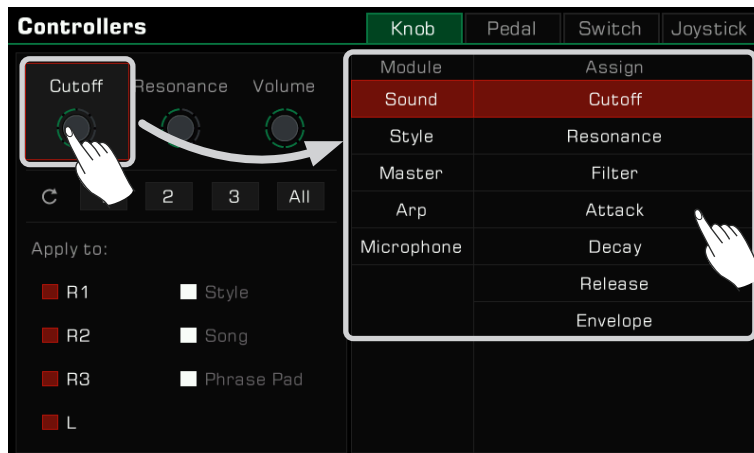 Controllers
Knob Pedal Switch Joystick
Cutoff Resonance Volume
2 3 All
Apply to:
R1 Style
R2 Song
R3 Phrase Pad
L
Module Assign
Sound Cutoff
Style Resonance
Master Filter
Arp Attack
Microphone Decay
Release
Envelope